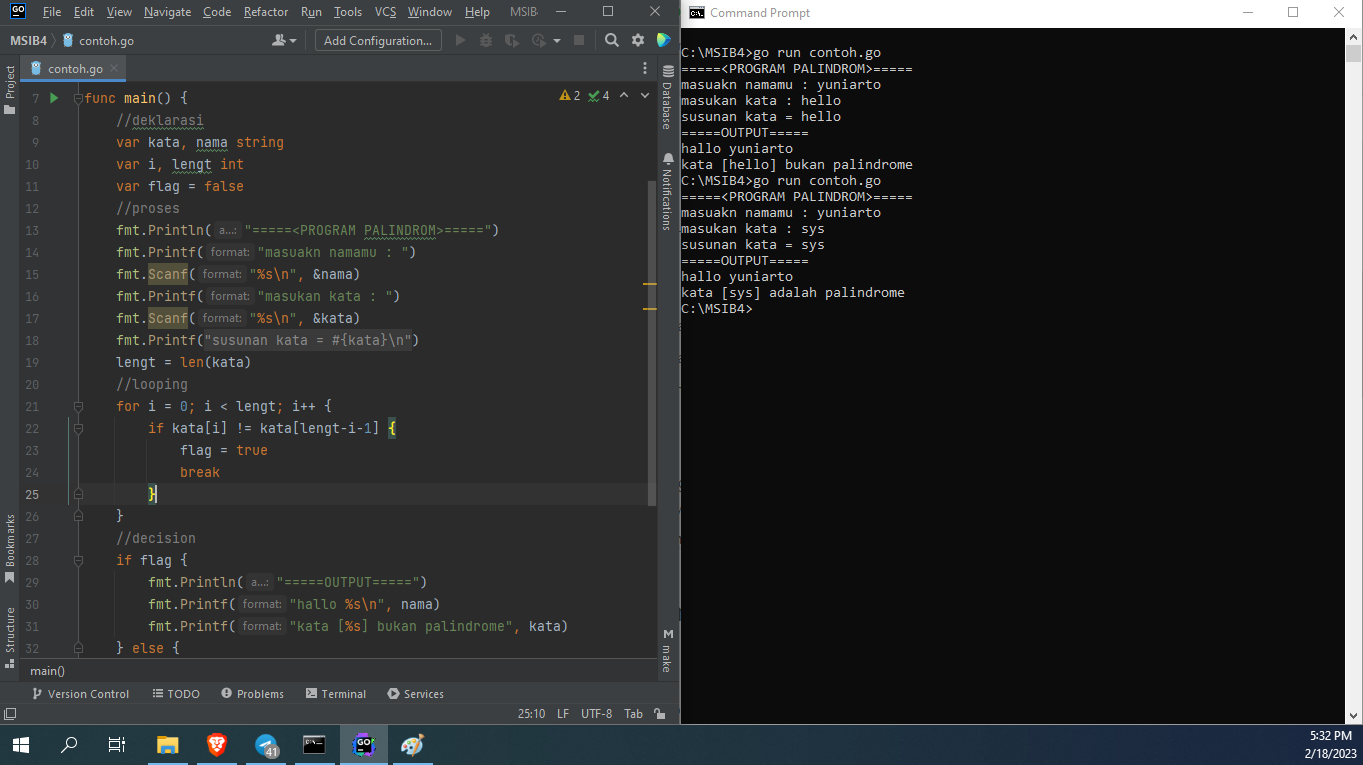 File Edit View Navigate Code Refactor Run Tools VCS Window Help MSIB-
MSIB4 contoh.go Add Configuration...
contoh.go
Project
Bookmarks
Structure
7 func main() { 2 4
8 //deklarasi
9 var kata, nama string
10 var i, lengt int
11 var flag = false
12 //proses
13 fmt.Println( a...: "=====<PROGRAM PALINDROM>=====")
14 fmt.Printf( format: "masuakn namamu : ")
15 fmt.Scanf( format: "%s\n", &nama)
16 fmt.Printf( format: "masukan kata : ")
17 fmt.Scanf( format: "%s\n", &kata)
18 fmt.Printf("susunan kata = #{kata}\n")
19 lengt = len(kata)
20 //looping
21 for i = 0; i < lengt; i++ {
22 if kata[i] != kata[lengt-i-1] {
23 flag = true
24 break
25 }
26 }
27 //decision
28 if flag {
29 fmt.Println( a...: "=====OUTPUT=====")
30 fmt.Printf( format: "hallo %s\n", nama)
31 fmt.Printf( format: "kata [%s] bukan palindrome", kata)
32 } else {
Database
Notifications
make
main()
Version Control TODO Problems Terminal Services
25:10 LF UTF-8 Tab
Command Prompt
C:\MSIB4>go run contoh.go
=====<PROGRAM PALINDROM>=====
masuakn namamu : yuniarto
masukan kata : hello
susunan kata = hello
=====OUTPUT=====
hallo yuniarto
kata [hello] bukan palindrome
C:\MSIB4>go run contoh.go
=====<PROGRAM PALINDROM>=====
masuakn namamu : yuniarto
masukan kata : sys
susunan kata = sys
=====OUTPUT=====
hallo yuniarto
kata [sys] adalah palindrome
C:\MSIB4>
41
GO
5:32 PM
2/18/2023